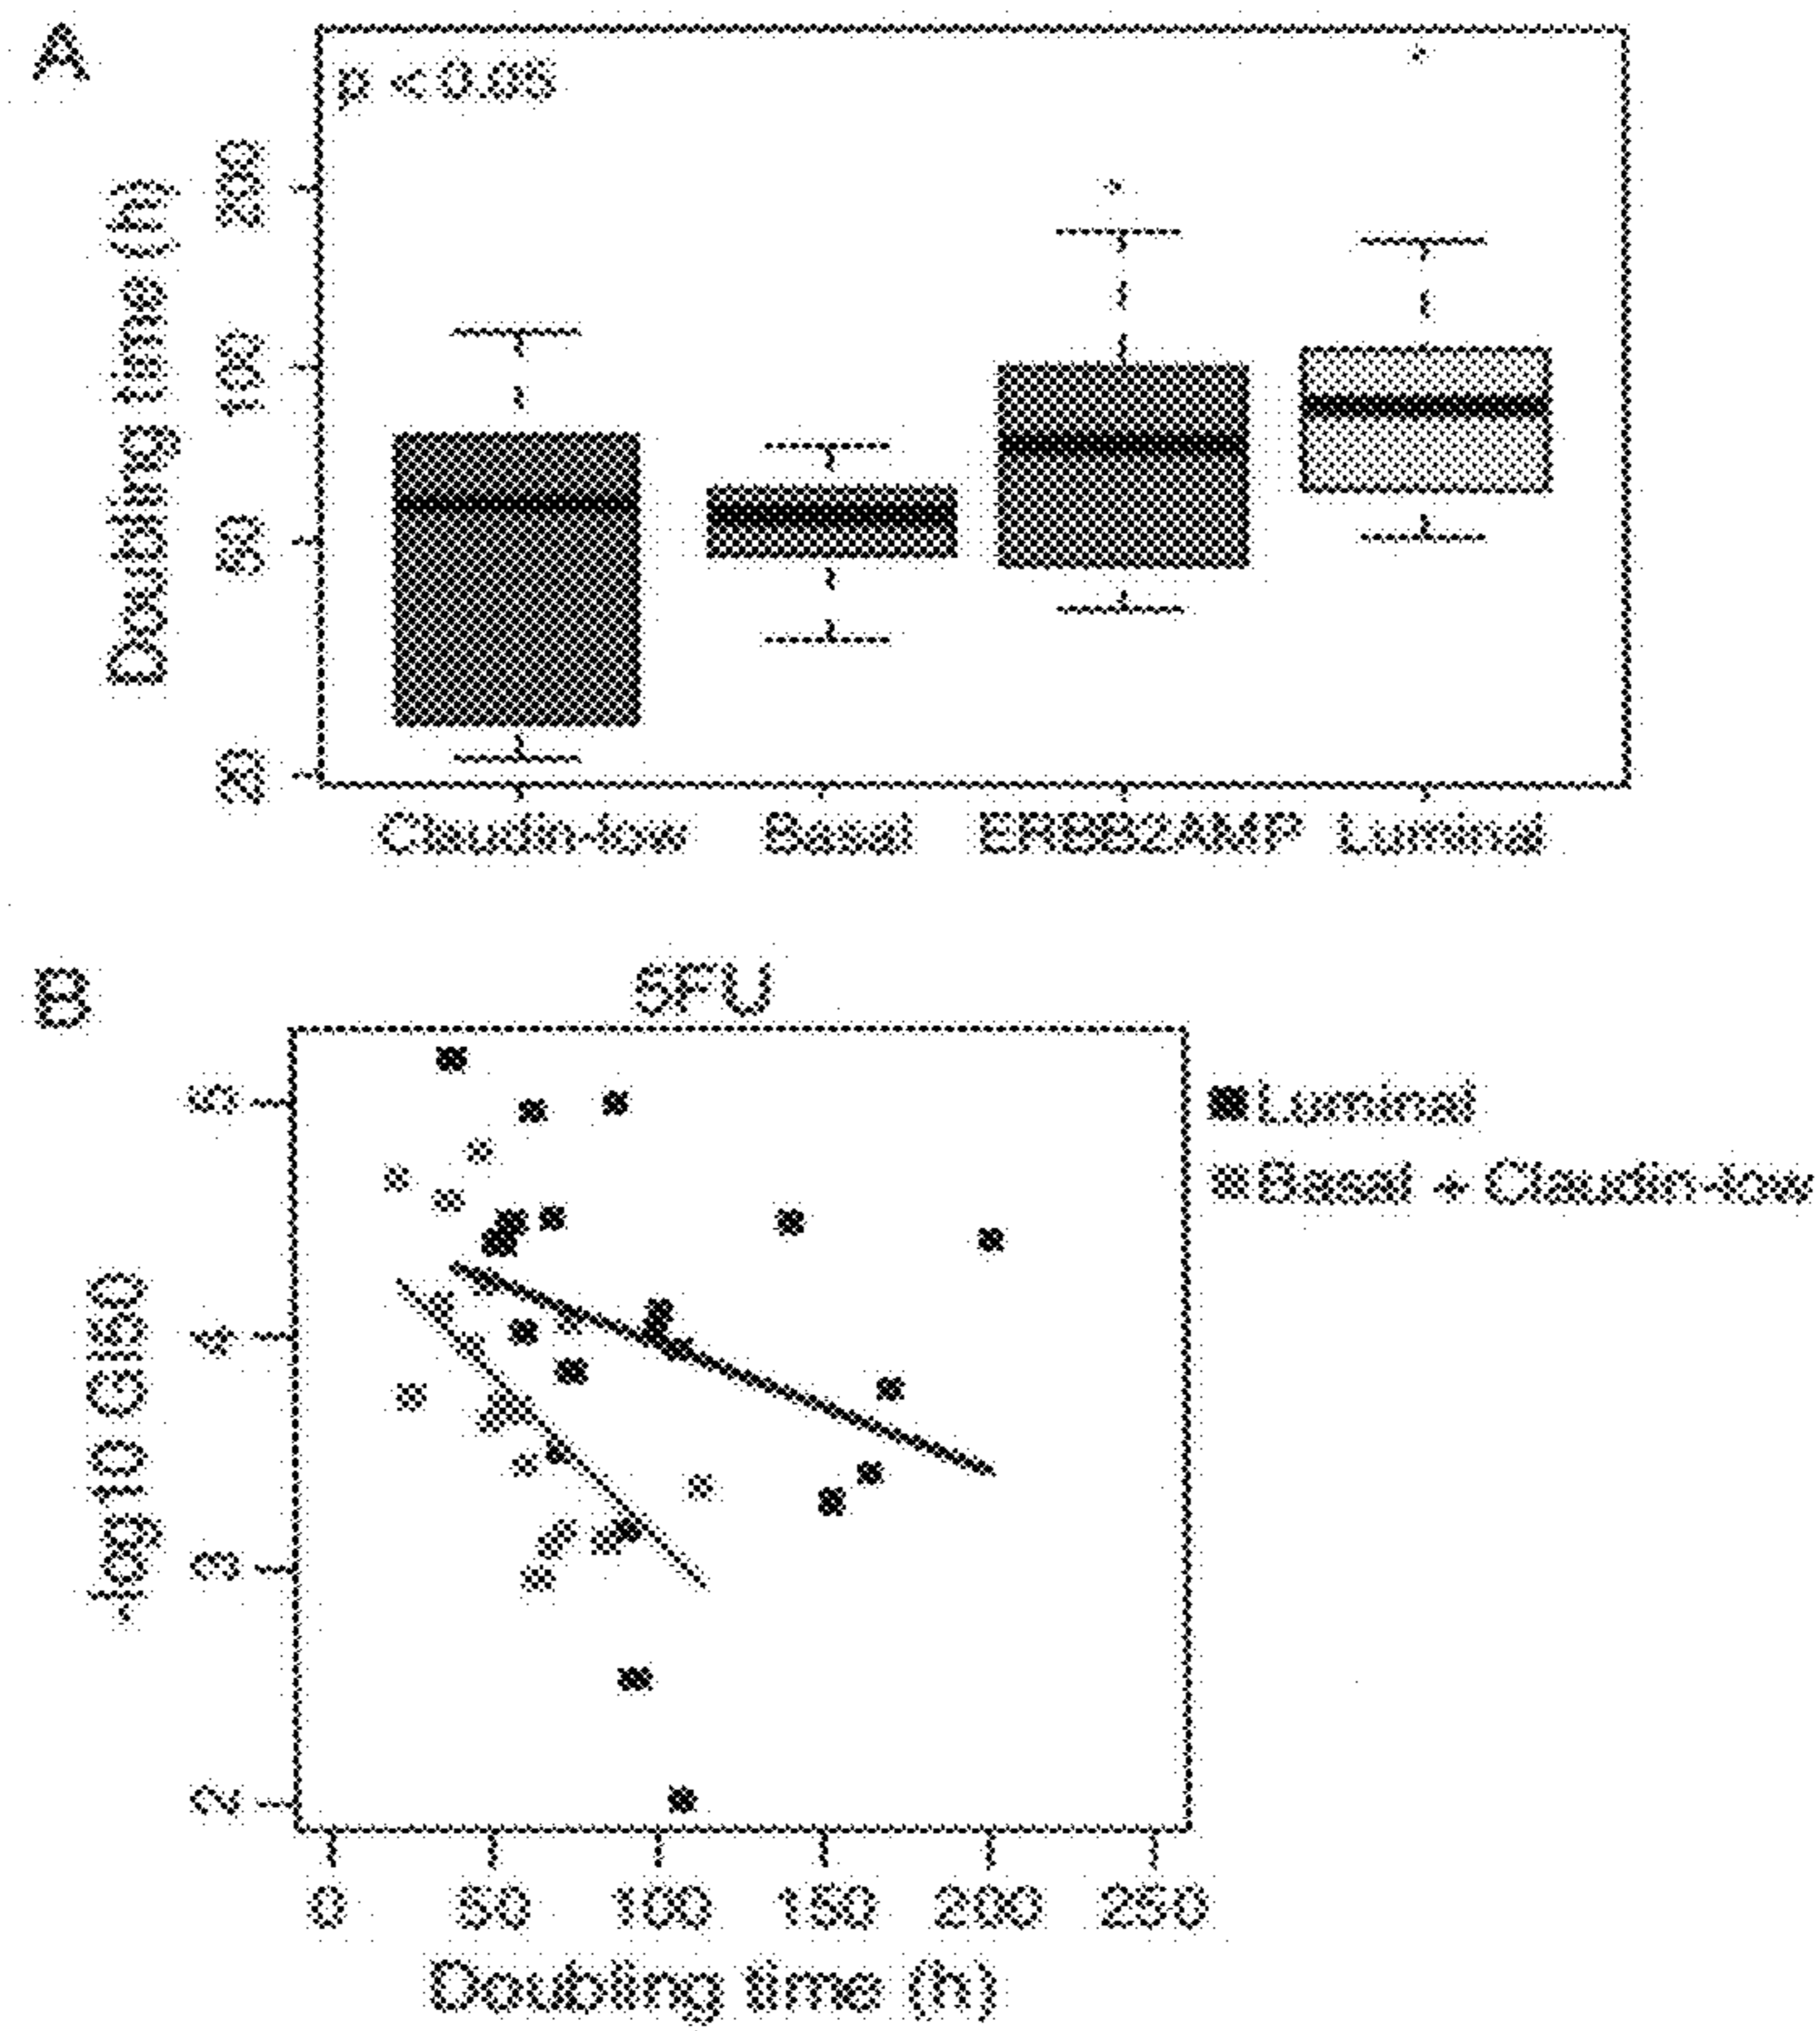 A
p < 0.05
Doubling time (h)
200
100
50
20
Claudin-low Basal ERBB2AMP Luminal
B
5FU
Luminal
Basal + Claudin-low
-log10 GI50
5
4
3
2
0 50 100 150 200 250
Doubling time (h)